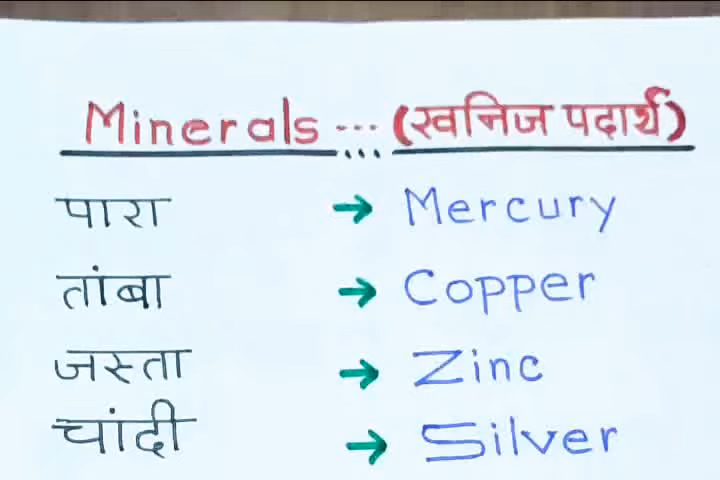 Minerals ... (खनिज पदार्थ)
पारा → Mercury
तांबा → Copper
जस्ता → Zinc
चांदी → Silver